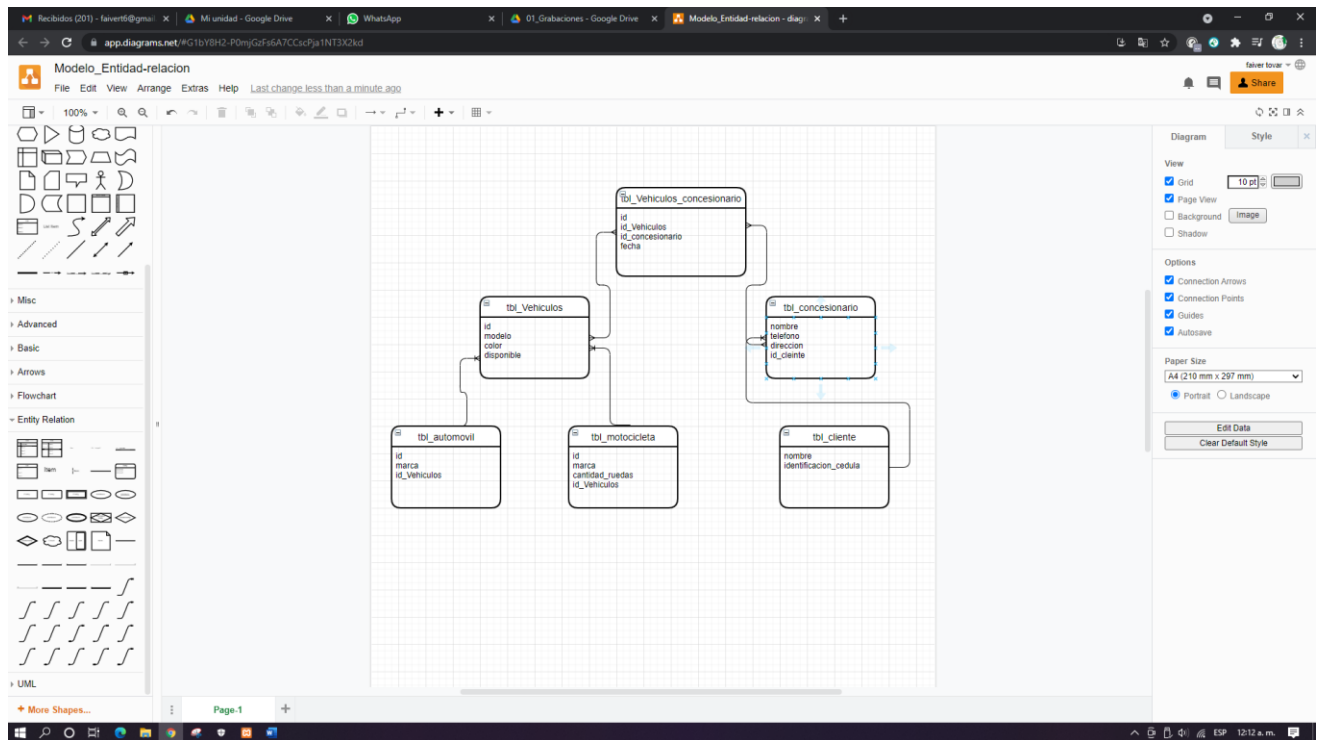 Recibidos (201) - faivert6@gmail
Mi unidad - Google Drive
WhatsApp
01_Grabaciones - Google Drive
Modelo_Entidad-relacion - diagr
app.diagrams.net/#G1bY8H2-P0mjGzFs6A7CCscPja1NT3X2kd
Modelo_Entidad-relacion
faiver tovar
File Edit View Arrange Extras Help Last change less than a minute ago
Share
100%
Diagram Style
View
Grid 10 pt
Page View
Background Image
Shadow
Options
Connection Arrows
Connection Points
Guides
Autosave
Paper Size
A4 (210 mm x 297 mm)
Portrait Landscape
Edit Data
Clear Default Style
List Item
Misc
Advanced
Basic
Arrows
Flowchart
Entity Relation
Item
UML
+ More Shapes...
tbl_Vehiculos_concesionario
id
id_Vehiculos
id_concesionario
fecha
tbl_Vehiculos
id
modelo
color
disponible
tbl_concesionario
nombre
telefono
direccion
id_cleinte
tbl_automovil
id
marca
id_Vehiculos
tbl_motocicleta
id
marca
cantidad_ruedas
id_Vehiculos
tbl_cliente
nombre
identificacion_cedula
Page-1
ESP 12:12 a. m.